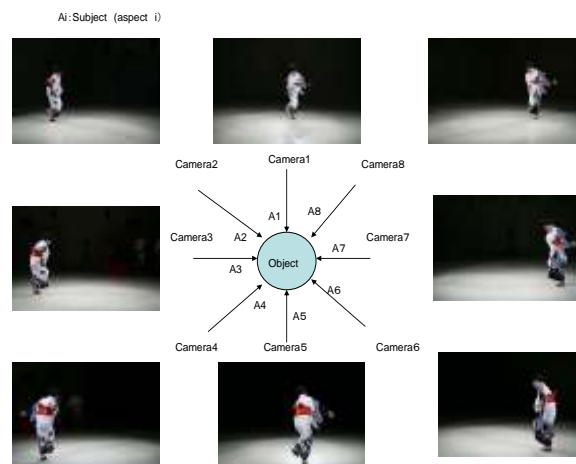 Ai:Subject (aspect i)
Camera2
Camera1
Camera8
A1
A8
A2
Camera3
A7
Camera7
Object
A3
A6
A4
A5
Camera4
Camera5
Camera6